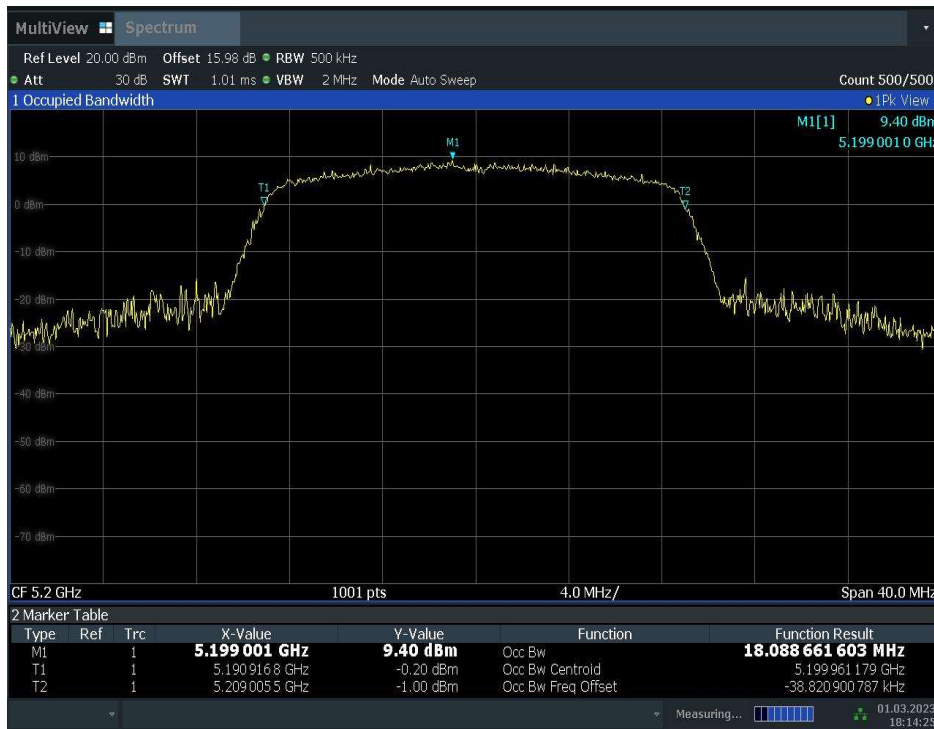 MultiView Spectrum
Ref Level 20.00 dBm Offset 15.98 dB RBW 500 kHz
Att 30 dB SWT 1.01 ms VBW 2 MHz Mode Auto Sweep Count 500/500
1 Occupied Bandwidth 1Pk View
M1[1] 9.40 dBm
5.199 001 0 GHz
M1
10 dBm
T1
T2
0 dBm
-10 dBm
-20 dBm
-30 dBm
-40 dBm
-50 dBm
-60 dBm
-70 dBm
CF 5.2 GHz 1001 pts 4.0 MHz/ Span 40.0 MHz
2 Marker Table
Type Ref Trc X-Value Y-Value Function Function Result
M1 1 5.199 001 GHz 9.40 dBm Occ Bw 18.088 661 603 MHz
T1 1 5.190 916 8 GHz -0.20 dBm Occ Bw Centroid 5.199 961 179 GHz
T2 1 5.209 005 5 GHz -1.00 dBm Occ Bw Freq Offset -38.820 900 787 kHz
Measuring... 01.03.2023
18:14:25